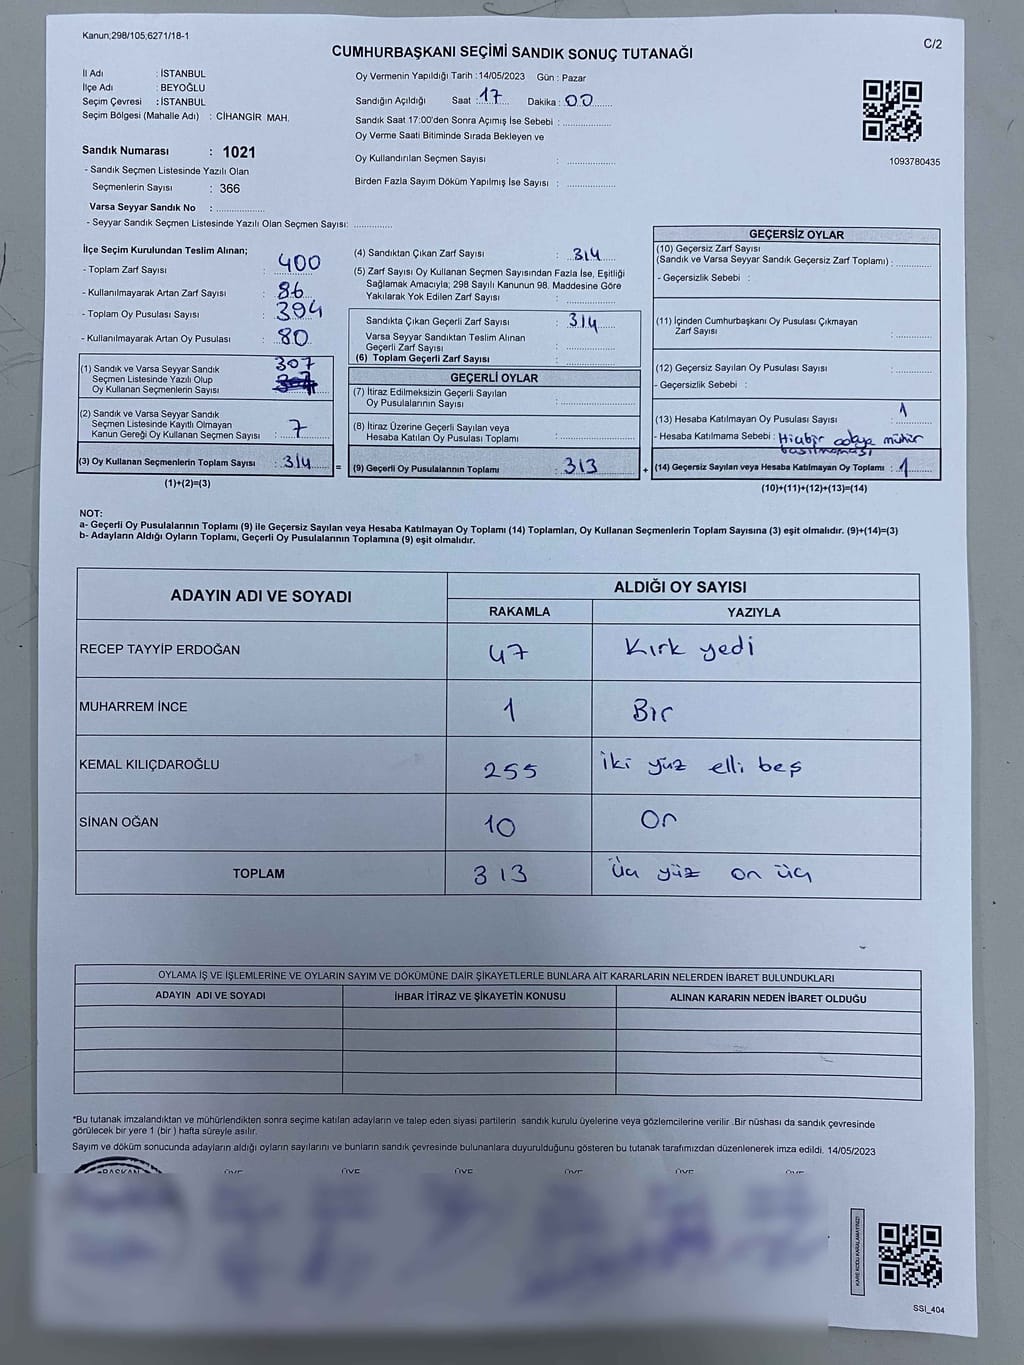 Kanun;298/105,6271/18-1
C/2
CUMHURBAŞKANI SEÇİMİ SANDIK SONUÇ TUTANAĞI
İl Adı : İSTANBUL
İlçe Adı : BEYOĞLU
Seçim Çevresi : İSTANBUL
Seçim Bölgesi (Mahalle Adı) : CİHANGİR MAH.
Sandık Numarası : 1021
- Sandık Seçmen Listesinde Yazılı Olan
Seçmenlerin Sayısı : 366
Varsa Seyyar Sandık No : ..................
- Seyyar Sandık Seçmen Listesinde Yazılı Olan Seçmen Sayısı: ..............
Oy Vermenin Yapıldığı Tarih : 14/05/2023 Gün : Pazar
Sandığın Açıldığı Saat : 17 Dakika : 00
Sandık Saat 17:00'den Sonra Açımış İse Sebebi : ..............
Oy Verme Saati Bitiminde Sırada Bekleyen ve
Oy Kullandırılan Seçmen Sayısı : ..............
Birden Fazla Sayım Döküm Yapılmış İse Sayısı : ..............
1093780435
İlçe Seçim Kurulundan Teslim Alınan;
- Toplam Zarf Sayısı : 400
- Kullanılmayarak Artan Zarf Sayısı : 86
- Toplam Oy Pusulası Sayısı : 394
- Kullanılmayarak Artan Oy Pusulası : 80
(1) Sandık ve Varsa Seyyar Sandık 307
Seçmen Listesinde Yazılı Olup
Oy Kullanan Seçmenlerin Sayısı :
(2) Sandık ve Varsa Seyyar Sandık
Seçmen Listesinde Kayıtlı Olmayan
Kanun Gereği Oy Kullanan Seçmen Sayısı : 7
(3) Oy Kullanan Seçmenlerin Toplam Sayısı : 314 =
(1)+(2)=(3)
(4) Sandıktan Çıkan Zarf Sayısı : 314
(5) Zarf Sayısı Oy Kullanan Seçmen Sayısından Fazla İse, Eşitliği
Sağlamak Amacıyla; 298 Sayılı Kanunun 98. Maddesine Göre
Yakılarak Yok Edilen Zarf Sayısı : ..............
Sandıkta Çıkan Geçerli Zarf Sayısı : 314
Varsa Seyyar Sandıktan Teslim Alınan
Geçerli Zarf Sayısı : ..............
(6) Toplam Geçerli Zarf Sayısı : ..............
GEÇERLİ OYLAR
(7) İtiraz Edilmeksizin Geçerli Sayılan
Oy Pusulalarının Sayısı : ..............
(8) İtiraz Üzerine Geçerli Sayılan veya
Hesaba Katılan Oy Pusulası Toplamı : ..............
(9) Geçerli Oy Pusulalarının Toplamı : 313 +
GEÇERSİZ OYLAR
(10) Geçersiz Zarf Sayısı
(Sandık ve Varsa Seyyar Sandık Geçersiz Zarf Toplamı) : ..........
- Geçersizlik Sebebi :
(11) İçinden Cumhurbaşkanı Oy Pusulası Çıkmayan
Zarf Sayısı : ..........
(12) Geçersiz Sayılan Oy Pusulası Sayısı : ..........
- Geçersizlik Sebebi :
(13) Hesaba Katılmayan Oy Pusulası Sayısı : 1
- Hesaba Katılmama Sebebi : Hiçbir adaya mühür
basılmaması
(14) Geçersiz Sayılan veya Hesaba Katılmayan Oy Toplamı : 1
(10)+(11)+(12)+(13)=(14)
NOT:
a- Geçerli Oy Pusulalarının Toplamı (9) ile Geçersiz Sayılan veya Hesaba Katılmayan Oy Toplamı (14) Toplamları, Oy Kullanan Seçmenlerin Toplam Sayısına (3) eşit olmalıdır. (9)+(14)=(3)
b- Adayların Aldığı Oyların Toplamı, Geçerli Oy Pusulalarının Toplamına (9) eşit olmalıdır.
ADAYIN ADI VE SOYADI ALDIĞI OY SAYISI
RAKAMLA YAZIYLA
RECEP TAYYİP ERDOĞAN 47 Kırk yedi
MUHARREM İNCE 1 Bir
KEMAL KILIÇDAROĞLU 255 iki yüz elli beş
SİNAN OĞAN 10 On
TOPLAM 313 Üç yüz on üç
OYLAMA İŞ VE İŞLEMLERİNE VE OYLARIN SAYIM VE DÖKÜMÜNE DAİR ŞİKAYETLERLE BUNLARA AİT KARARLARIN NELERDEN İBARET BULUNDUKLARI
ADAYIN ADI VE SOYADI İHBAR İTİRAZ VE ŞİKAYETİN KONUSU ALINAN KARARIN NEDEN İBARET OLDUĞU
*Bu tutanak imzalandıktan ve mühürlendikten sonra seçime katılan adayların ve talep eden siyasi partilerin sandık kurulu üyelerine veya gözlemcilerine verilir .Bir nüshası da sandık çevresinde
görülecek bir yere 1 (bir ) hafta süreyle asılır.
Sayım ve döküm sonucunda adayların aldığı oyların sayılarını ve bunların sandık çevresinde bulunanlara duyurulduğunu gösteren bu tutanak tarafımızdan düzenlenerek imza edildi. 14/05/2023
BAŞKAN ÜYE ÜYE ÜYE ÜYE ÜYE ÜYE
KARE KODU KARALAMAYINIZ!
SSI_404